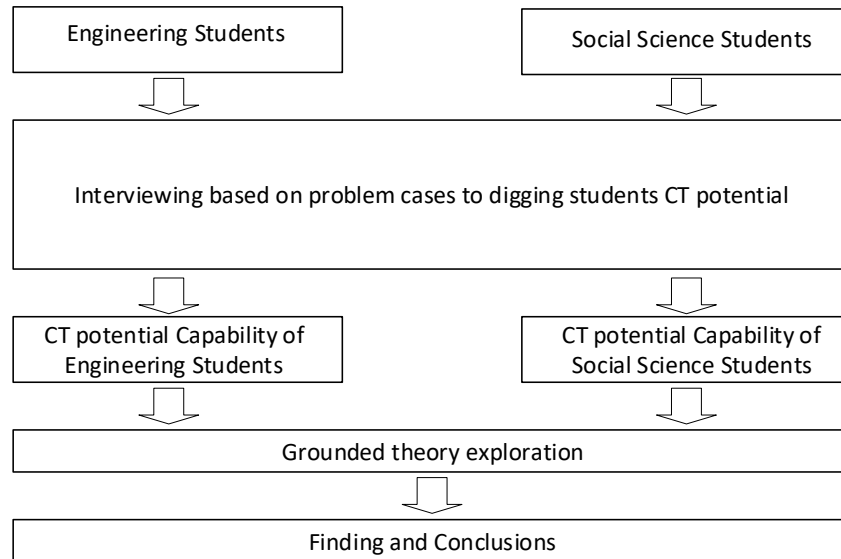 Engineering Students
Social Science Students
Interviewing based on problem cases to digging students CT potential
CT potential Capability of
Engineering Students
CT potential Capability of
Social Science Students
Grounded theory exploration
Finding and Conclusions